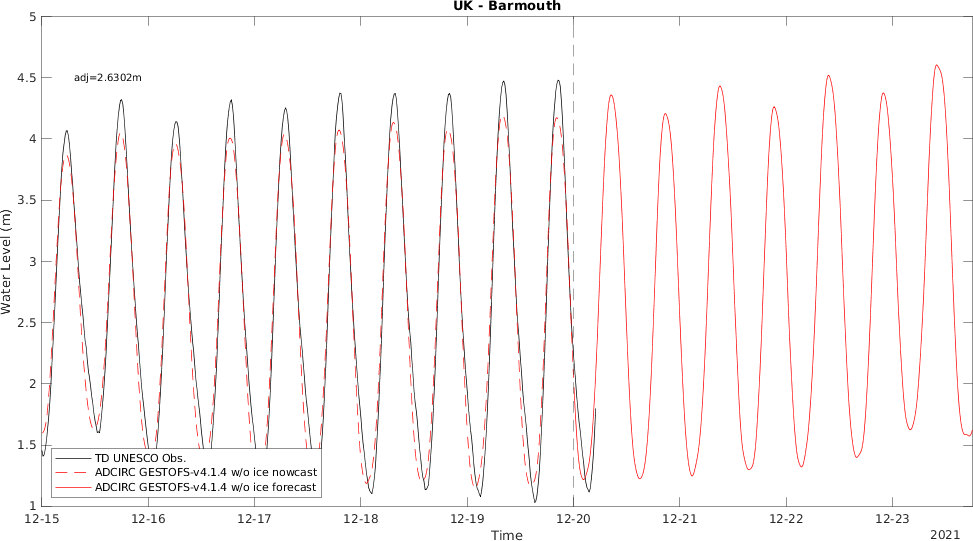 UK - Barmouth
adj=2.6302m
5
4.5
4
3.5
3
2.5
2
1.5
1
Water Level (m)
TD UNESCO Obs.
ADCIRC GESTOFS-v4.1.4 w/o ice nowcast
ADCIRC GESTOFS-v4.1.4 w/o ice forecast
12-15 12-16 12-17 12-18 12-19 12-20 12-21 12-22 12-23
Time
2021